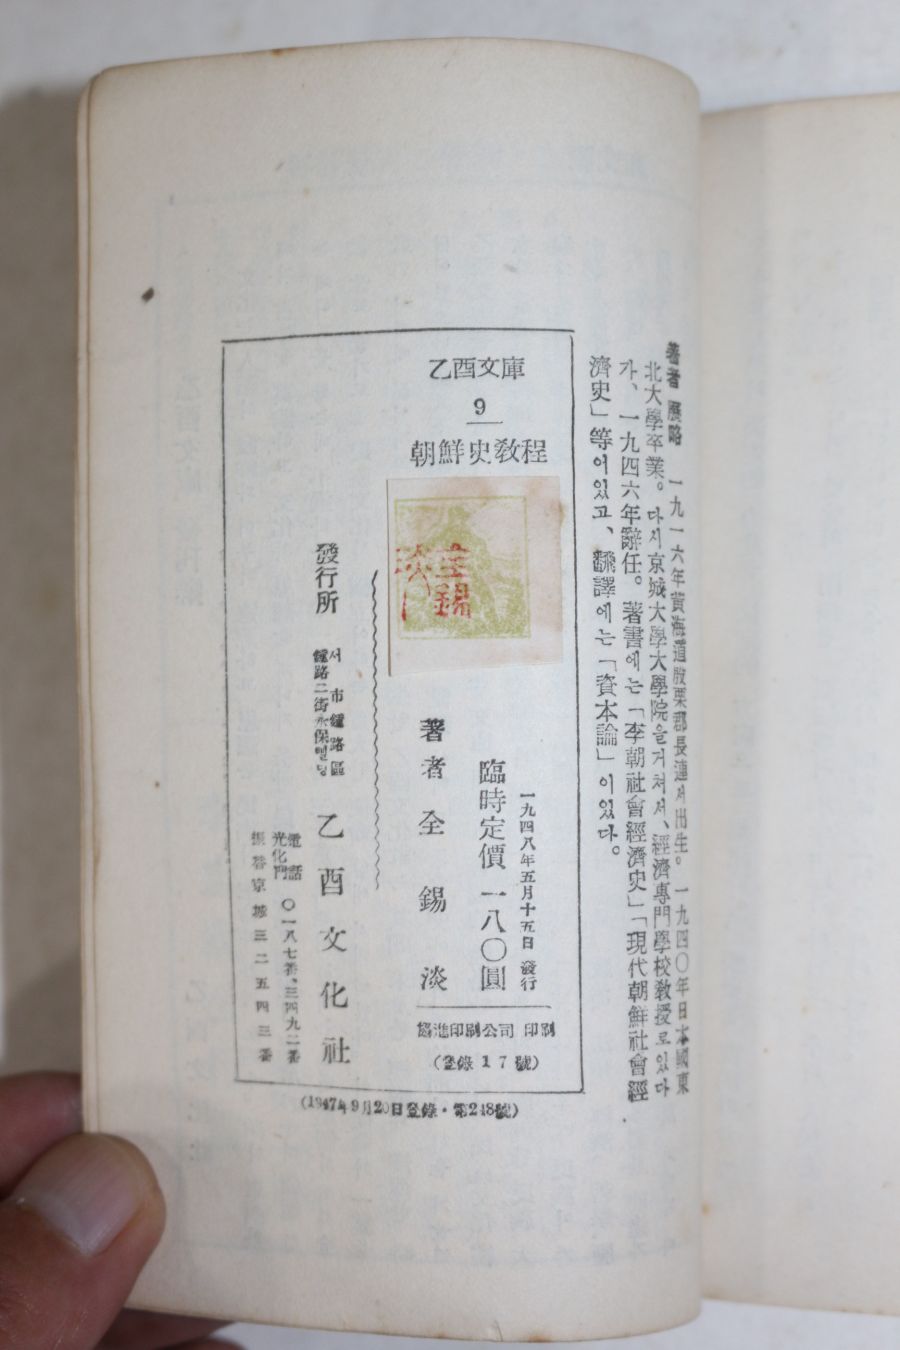 著者 歷略　一九一六年黃海道殷栗郡長連서出生。一九四〇年日本國東
北大學卒業。다시京城大學大學院을거쳐서、經濟專門學校敎授로있다
가、一九四六年辭任。著書에는「李朝社會經濟史」「現代朝鮮社會經
濟史」等이있고、飜譯에는「資本論」이있다。
乙酉文庫
9
朝鮮史敎程
全錫淡
一九四八年五月十五日 發行
臨時定價 一八〇圓
著者 全錫淡
協進印刷公司 印刷
(登錄 1 7 號)
發行所
서 市鍾路區
鍾路二街永保삘딍
乙酉文化社
電話
光化門 〇一八七番、三四九二番
振替京城三二五四三番
(1947年9月20日登錄・第248號)